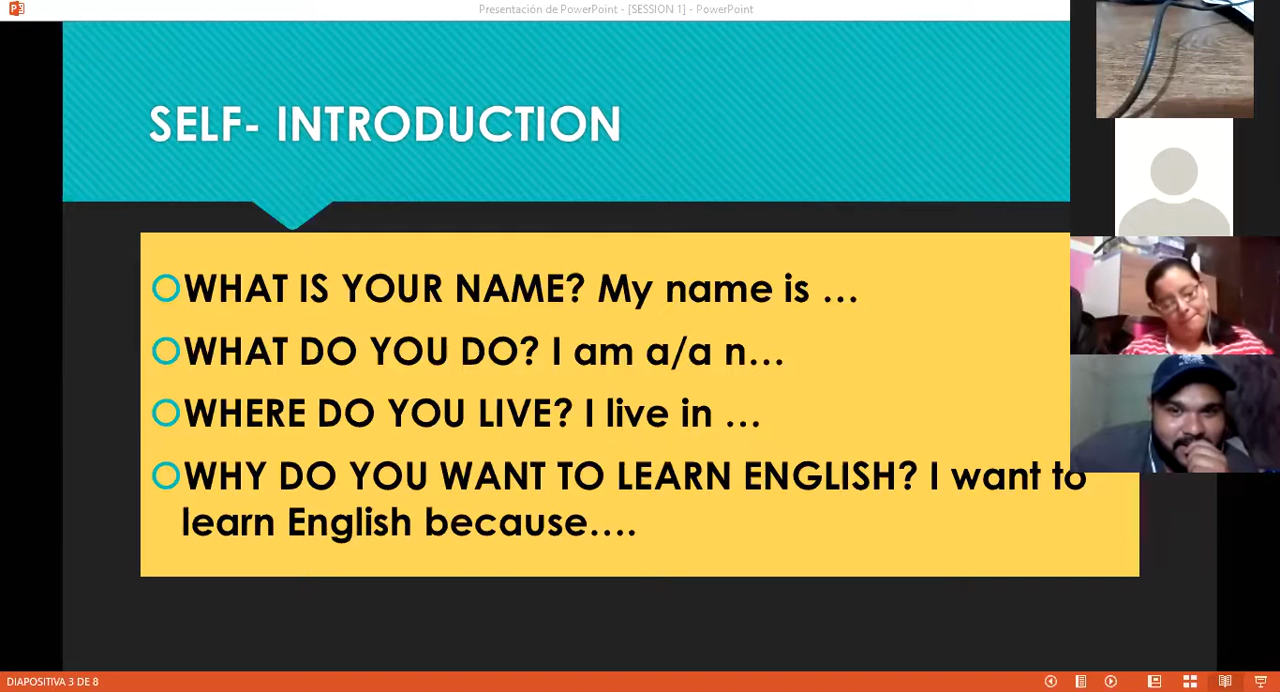 Presentación de PowerPoint - [SESSION 1] - PowerPoint
SELF- INTRODUCTION
WHAT IS YOUR NAME? My name is ...
WHAT DO YOU DO? I am a/a n...
WHERE DO YOU LIVE? I live in ...
WHY DO YOU WANT TO LEARN ENGLISH? I want to
learn English because....
DIAPOSITIVA 3 DE 8